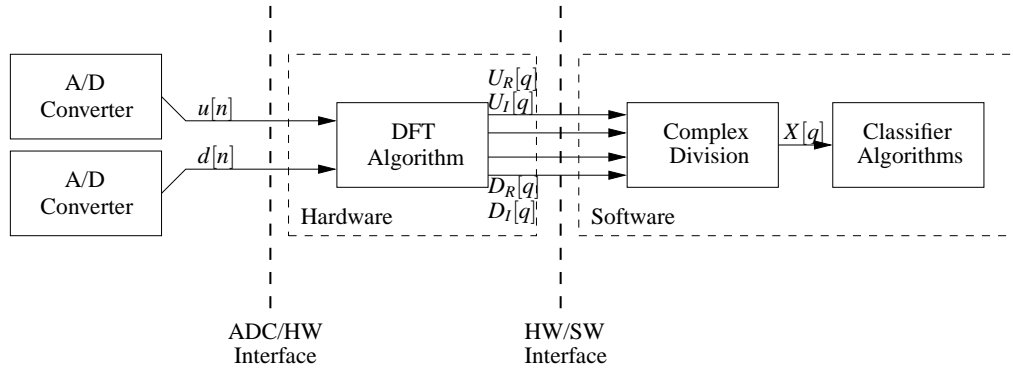 A/D
Converter
u[n]
A/D
Converter
d[n]
DFT
Algorithm
Hardware
U_R[q]
U_I[q]
D_R[q]
D_I[q]
Complex
Division
X[q]
Classifier
Algorithms
Software
ADC/HW
Interface
HW/SW
Interface